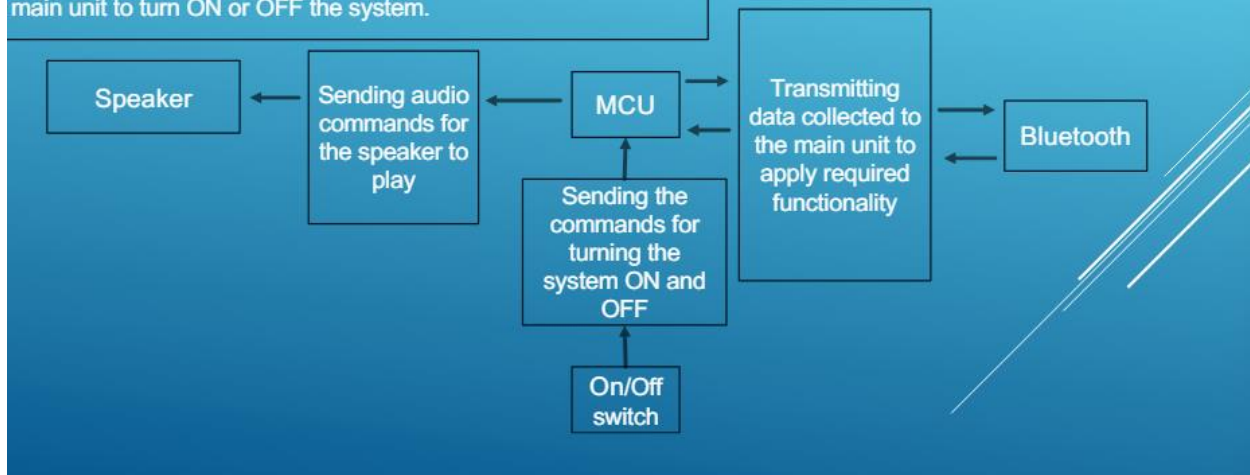 main unit to turn ON or OFF the system.
Speaker
Sending audio
commands for
the speaker to
play
MCU
Transmitting
data collected to
the main unit to
apply required
functionality
Bluetooth
Sending the
commands for
turning the
system ON and
OFF
On/Off
switch